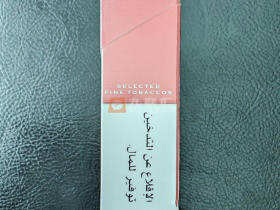 SELECTED
FINE TOBACCOS
الإقلاع عن التدخين
توفير للمال